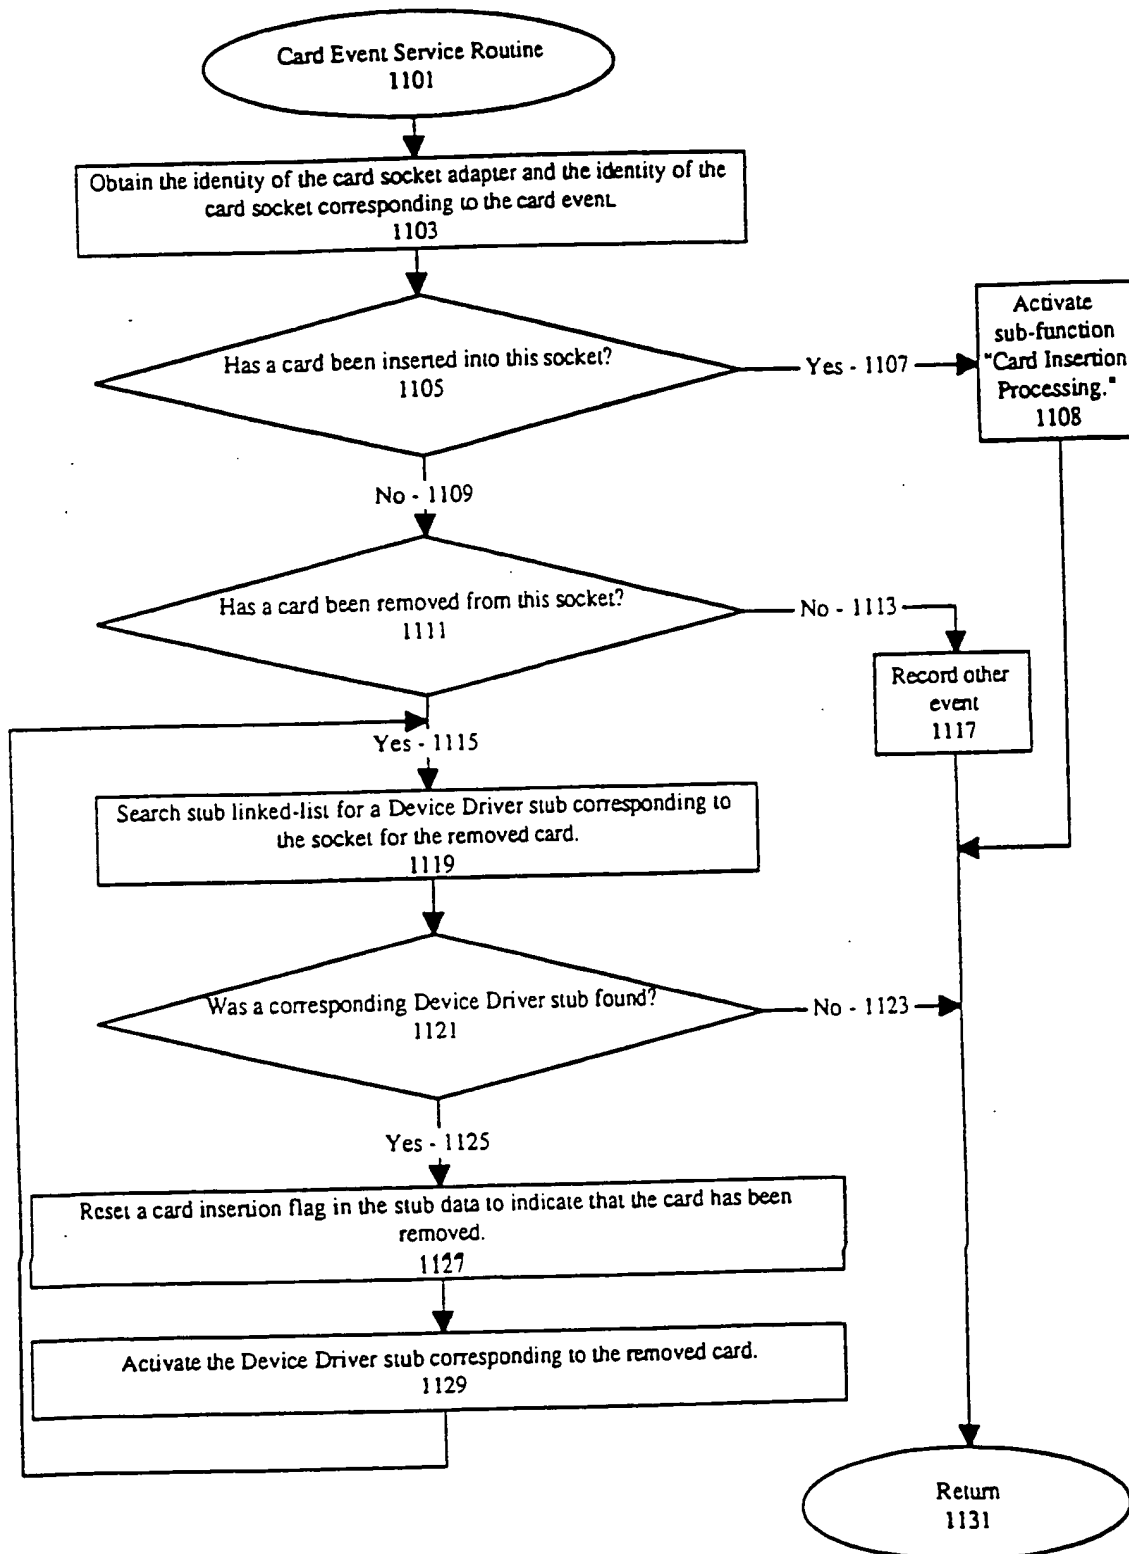 Card Event Service Routine
1101
Obtain the identity of the card socket adapter and the identity of the
card socket corresponding to the card event.
1103
Has a card been inserted into this socket?
1105
Yes - 1107
Activate
sub-function
"Card Insertion
Processing."
1108
No - 1109
Has a card been removed from this socket?
1111
No - 1113
Record other
event
1117
Yes - 1115
Search stub linked-list for a Device Driver stub corresponding to
the socket for the removed card.
1119
Was a corresponding Device Driver stub found?
1121
No - 1123
Yes - 1125
Reset a card insertion flag in the stub data to indicate that the card has been
removed.
1127
Activate the Device Driver stub corresponding to the removed card.
1129
Return
1131